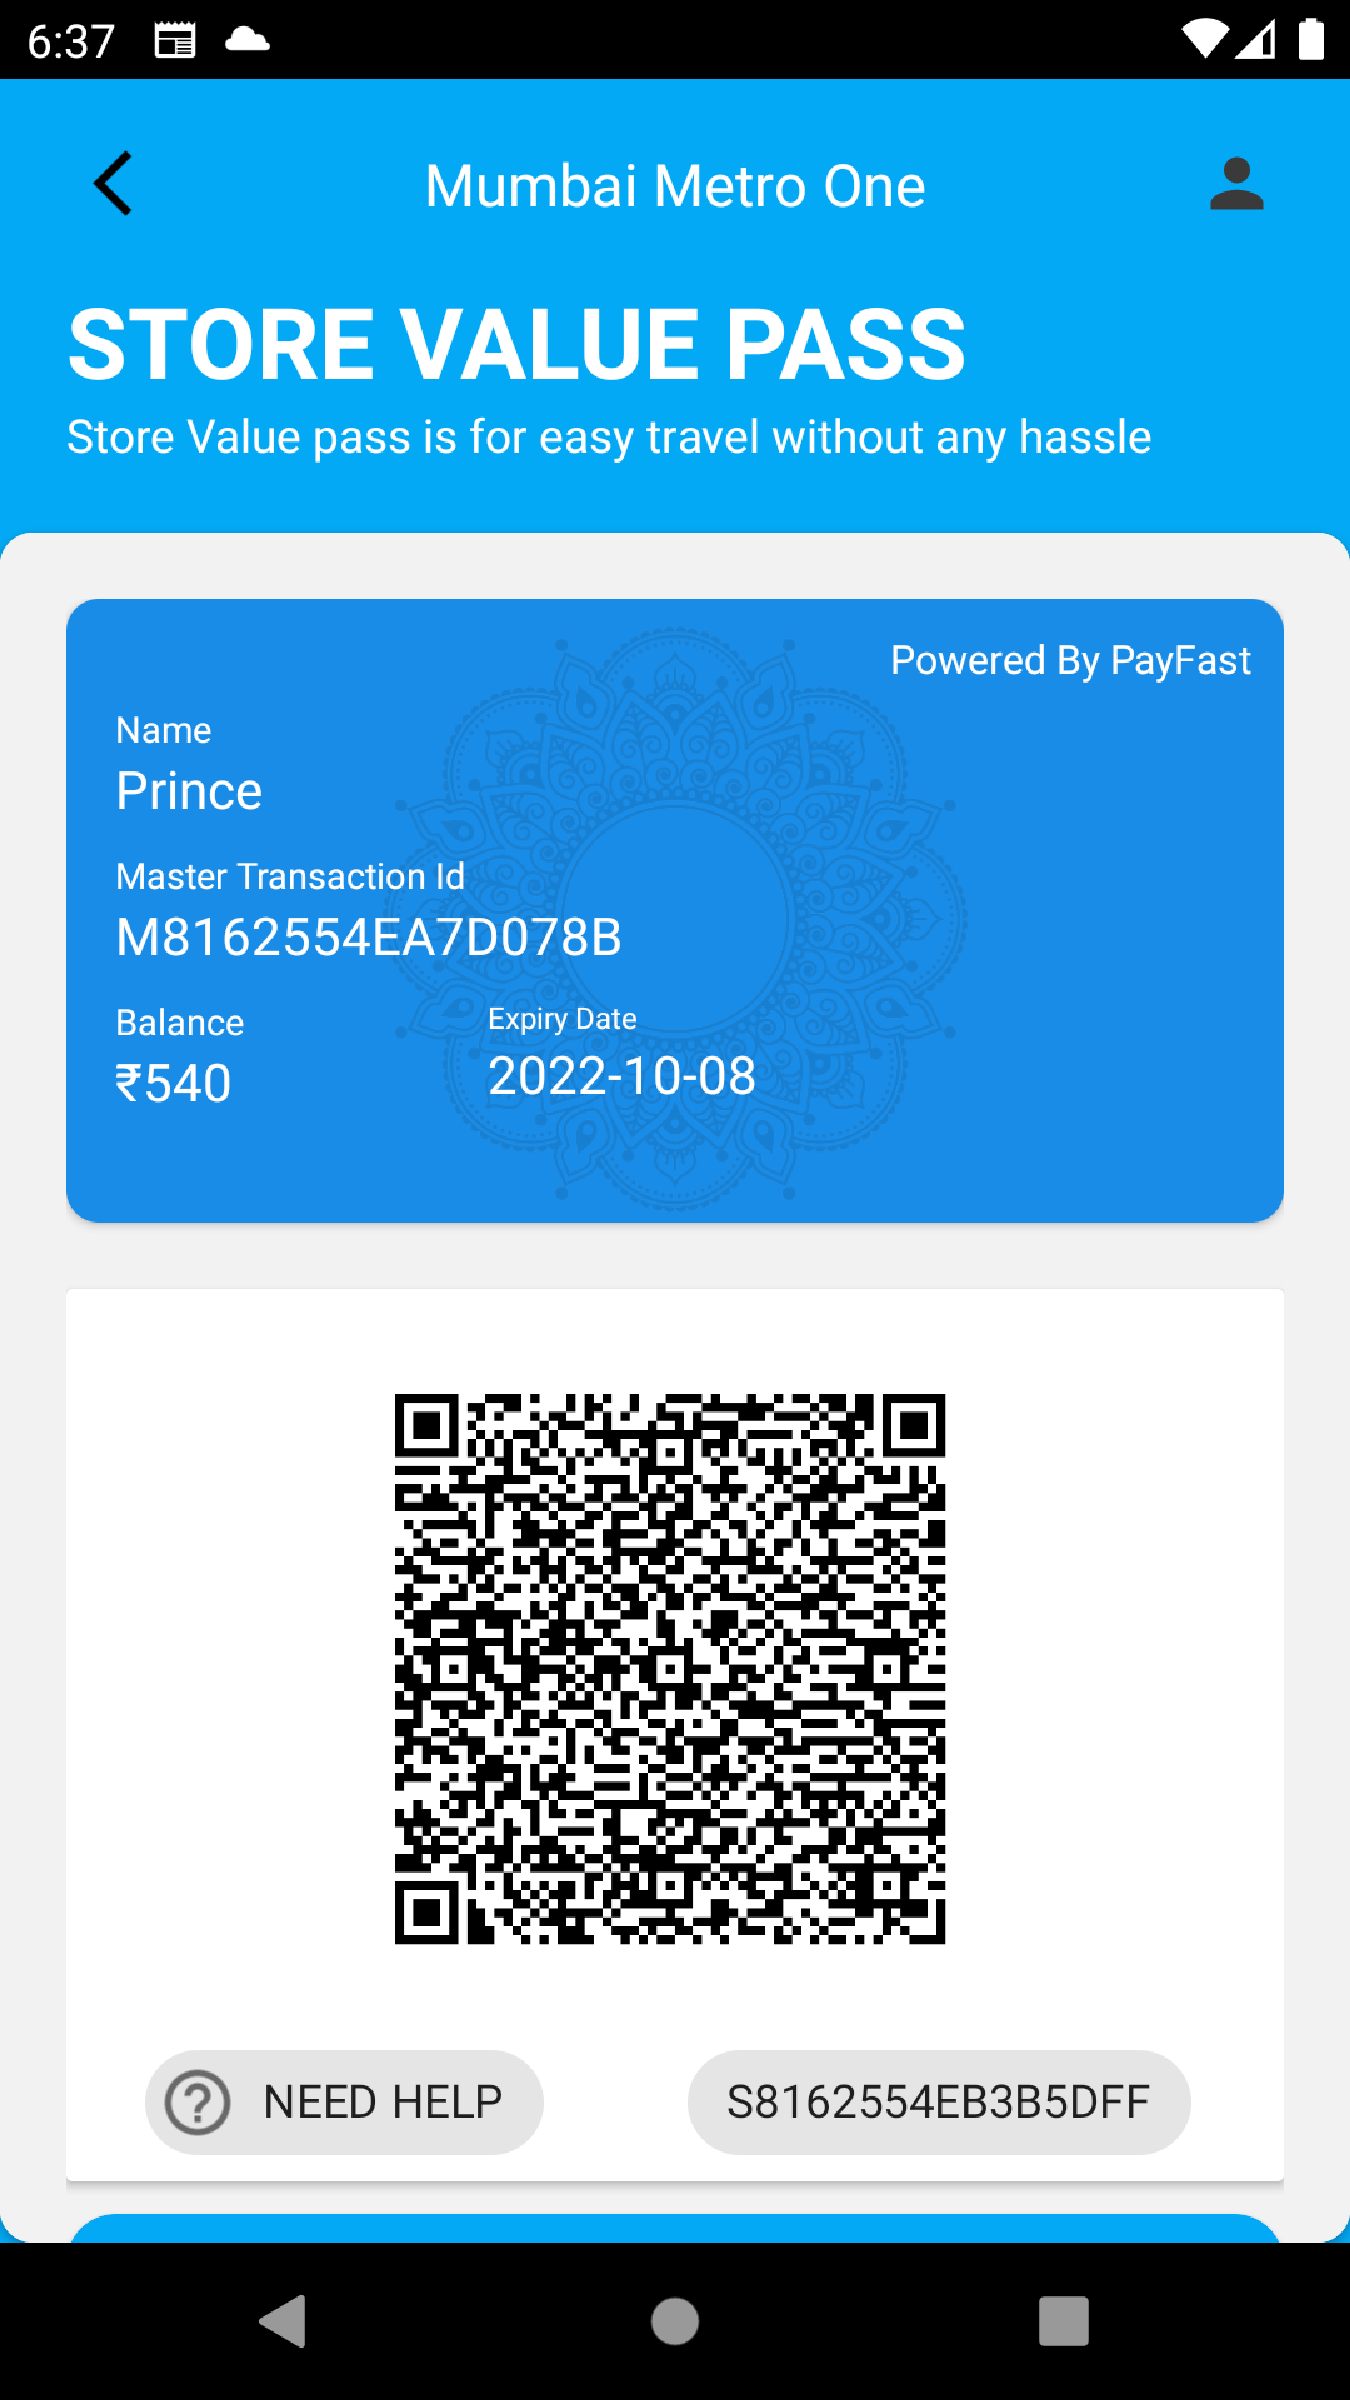 6:37
Mumbai Metro One
STORE VALUE PASS
Store Value pass is for easy travel without any hassle
Powered By PayFast
Name
Prince
Master Transaction Id
M8162554EA7D078B
Balance
₹540
Expiry Date
2022-10-08
NEED HELP
S8162554EB3B5DFF